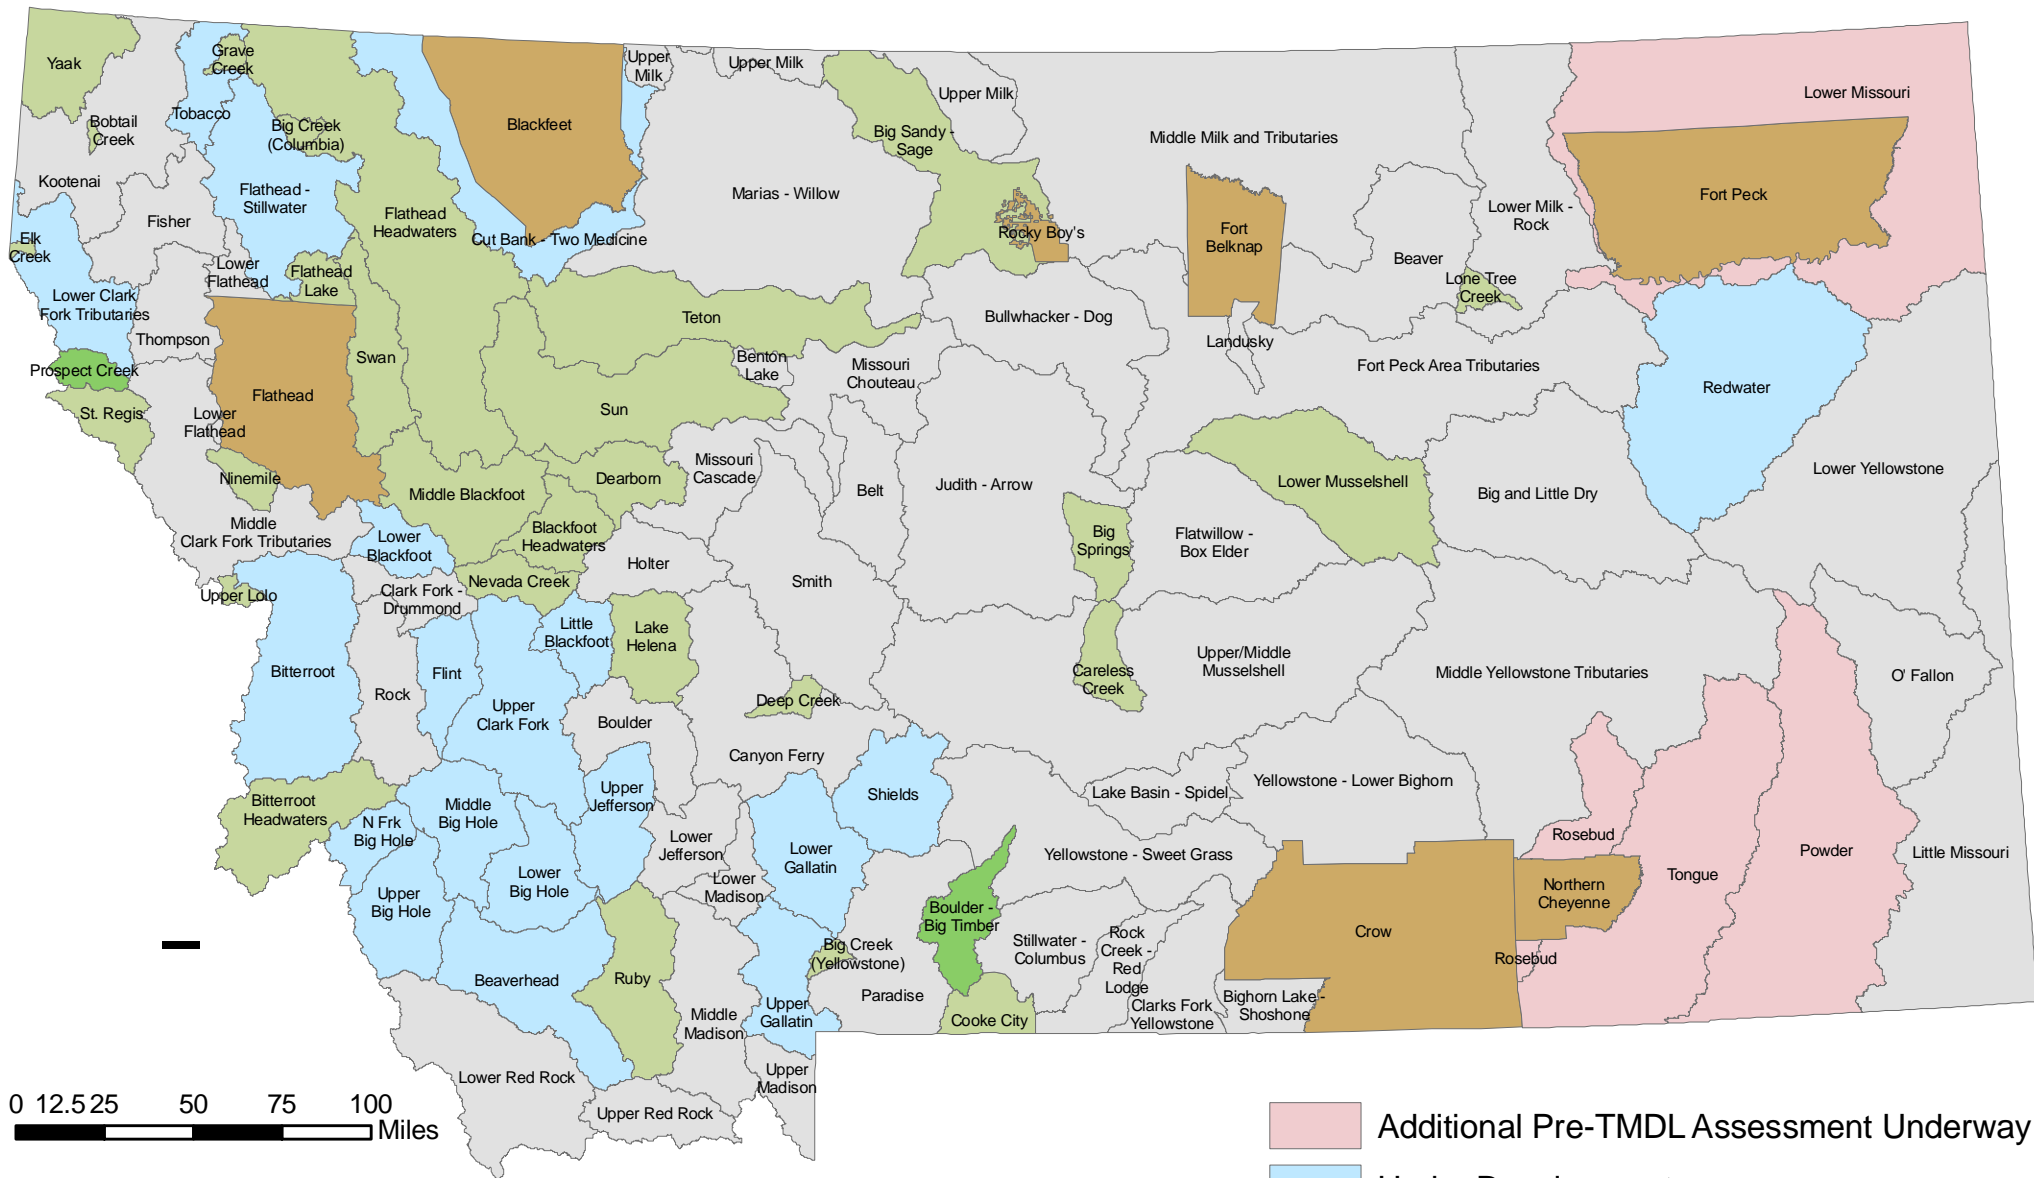 Yaak
Grave
Creek
Upper
Milk
Upper Milk
Upper Milk
Lower Missouri
Bobtail
Creek
Tobacco
Big Creek
(Columbia)
Blackfeet
Big Sandy -
Sage
Middle Milk and Tributaries
Kootenai
Flathead -
Stillwater
Fisher
Flathead
Headwaters
Marias - Willow
Fort Peck
Lower Milk -
Rock
Elk
Creek
Cut Bank - Two Medicine
Rocky Boy's
Fort
Belknap
Beaver
Lower
Flathead
Flathead
Lake
Lone Tree
Creek
Lower Clark
Fork Tributaries
Thompson
Teton
Bullwhacker - Dog
Landusky
Prospect Creek
Swan
Benton
Lake
Missouri
Chouteau
Fort Peck Area Tributaries
Redwater
St. Regis
Lower
Flathead
Flathead
Sun
Ninemile
Middle Blackfoot
Dearborn
Missouri
Cascade
Belt
Judith - Arrow
Lower Musselshell
Big and Little Dry
Lower Yellowstone
Middle
Clark Fork Tributaries
Lower
Blackfoot
Blackfoot
Headwaters
Big
Springs
Flatwillow -
Box Elder
Upper Lolo
Clark Fork -
Drummond
Nevada Creek
Holter
Smith
Bitterroot
Rock
Flint
Little
Blackfoot
Lake
Helena
Careless
Creek
Upper/Middle
Musselshell
Middle Yellowstone Tributaries
O' Fallon
Upper
Clark Fork
Boulder
Deep Creek
Canyon Ferry
Bitterroot
Headwaters
N Frk
Big Hole
Middle
Big Hole
Upper
Jefferson
Shields
Lake Basin - Spidel
Yellowstone - Lower Bighorn
Lower
Jefferson
Lower
Gallatin
Yellowstone - Sweet Grass
Rosebud
Powder
Little Missouri
Upper
Big Hole
Lower
Big Hole
Lower
Madison
Boulder -
Big Timber
Northern
Cheyenne
Tongue
Beaverhead
Ruby
Big Creek
(Yellowstone)
Stillwater -
Columbus
Rock
Creek -
Red
Lodge
Crow
Rosebud
Middle
Madison
Upper
Gallatin
Paradise
Cooke City
Clarks Fork
Yellowstone
Bighorn Lake -
Shoshone
Lower Red Rock
Upper Red Rock
Upper
Madison
0 12.5 25 50 75 100
Miles
Additional Pre-TMDL Assessment Underway